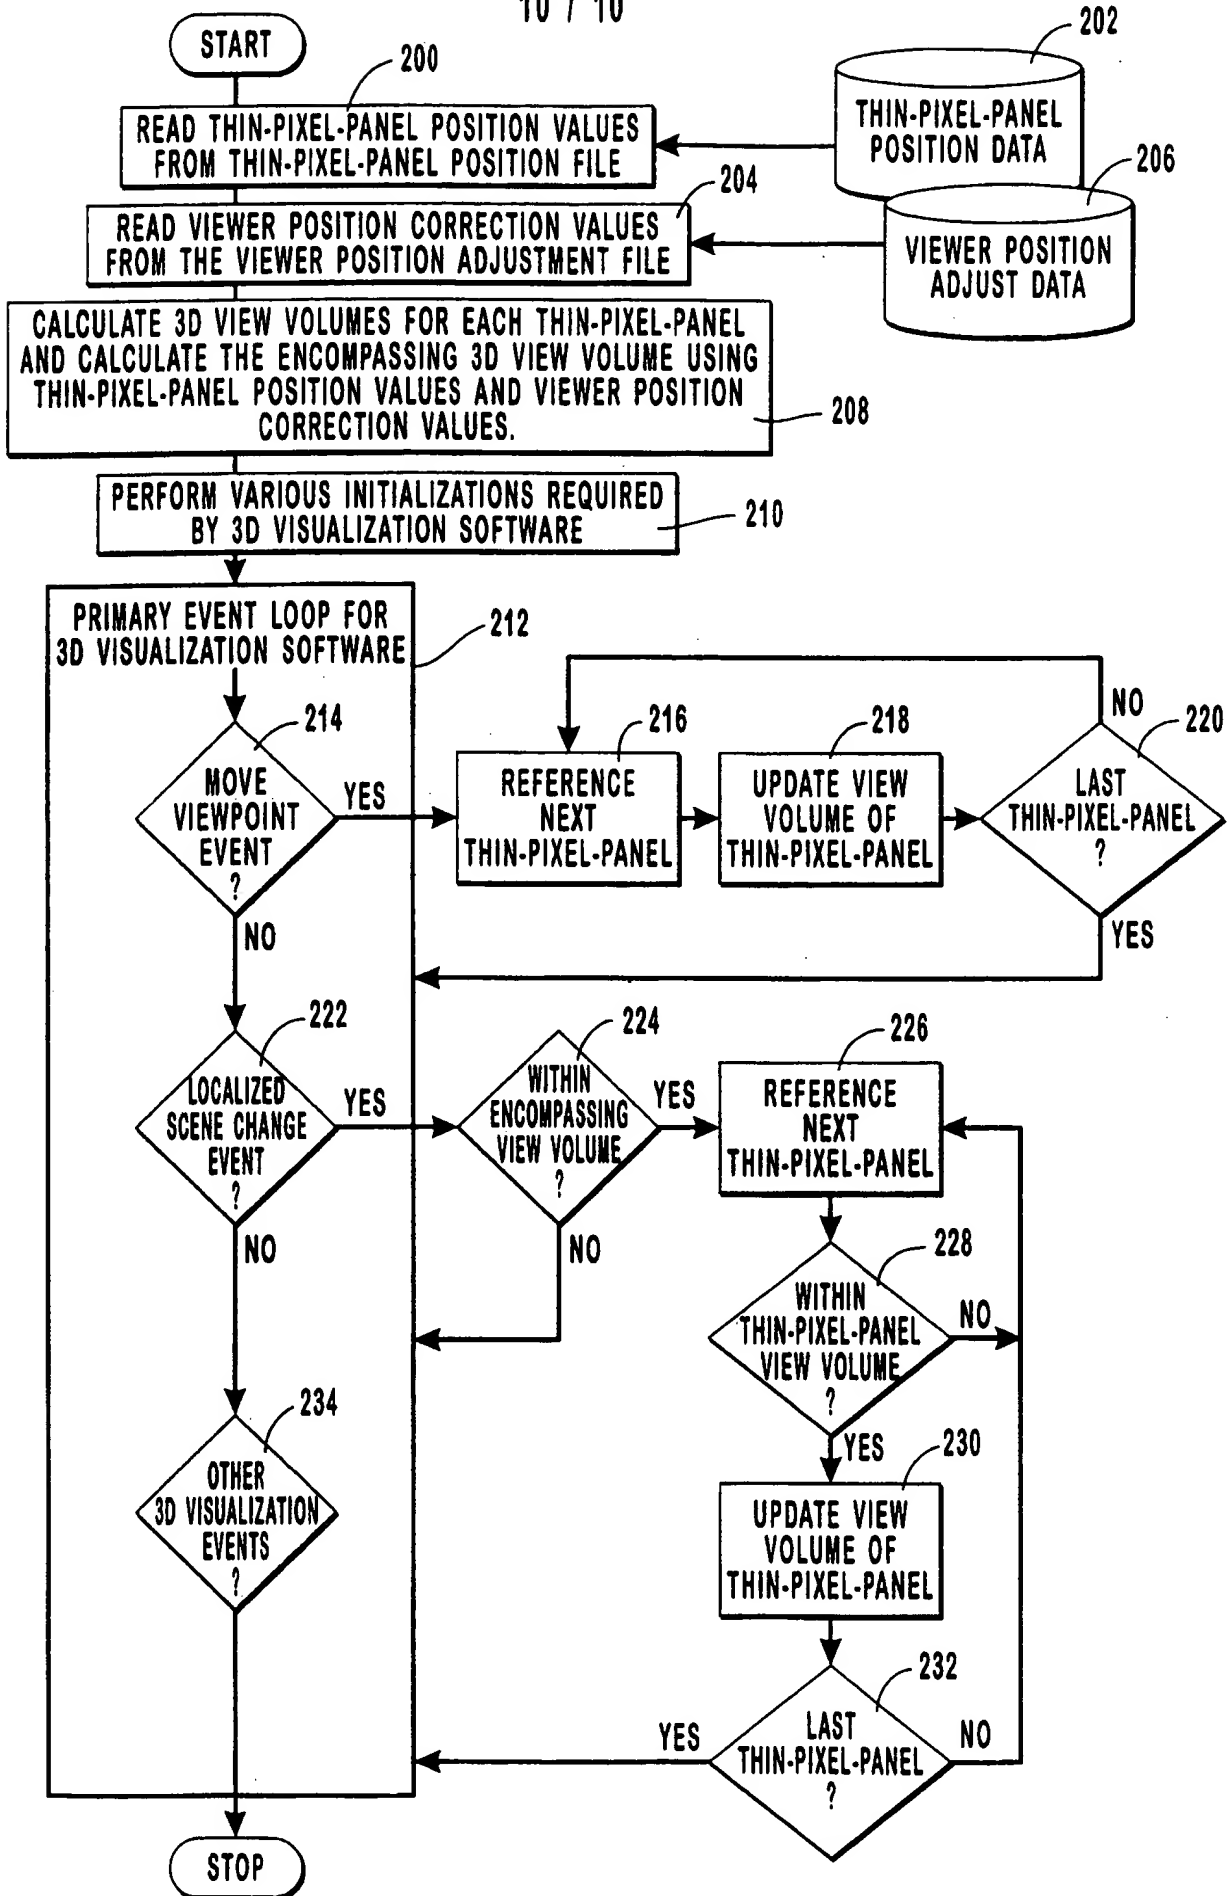 10 / 10
START
200
READ THIN-PIXEL-PANEL POSITION VALUES
FROM THIN-PIXEL-PANEL POSITION FILE
202
THIN-PIXEL-PANEL
POSITION DATA
204
READ VIEWER POSITION CORRECTION VALUES
FROM THE VIEWER POSITION ADJUSTMENT FILE
206
VIEWER POSITION
ADJUST DATA
CALCULATE 3D VIEW VOLUMES FOR EACH THIN-PIXEL-PANEL
AND CALCULATE THE ENCOMPASSING 3D VIEW VOLUME USING
THIN-PIXEL-PANEL POSITION VALUES AND VIEWER POSITION
CORRECTION VALUES.
208
PERFORM VARIOUS INITIALIZATIONS REQUIRED
BY 3D VISUALIZATION SOFTWARE
210
PRIMARY EVENT LOOP FOR
3D VISUALIZATION SOFTWARE
212
214
MOVE
VIEWPOINT
EVENT
?
YES
NO
216
REFERENCE
NEXT
THIN-PIXEL-PANEL
218
UPDATE VIEW
VOLUME OF
THIN-PIXEL-PANEL
NO
220
LAST
THIN-PIXEL-PANEL
?
YES
222
LOCALIZED
SCENE CHANGE
EVENT
?
YES
NO
224
WITHIN
ENCOMPASSING
VIEW VOLUME
?
YES
NO
226
REFERENCE
NEXT
THIN-PIXEL-PANEL
228
WITHIN
THIN-PIXEL-PANEL
VIEW VOLUME
?
NO
YES
230
UPDATE VIEW
VOLUME OF
THIN-PIXEL-PANEL
232
LAST
THIN-PIXEL-PANEL
?
YES
NO
234
OTHER
3D VISUALIZATION
EVENTS
?
STOP